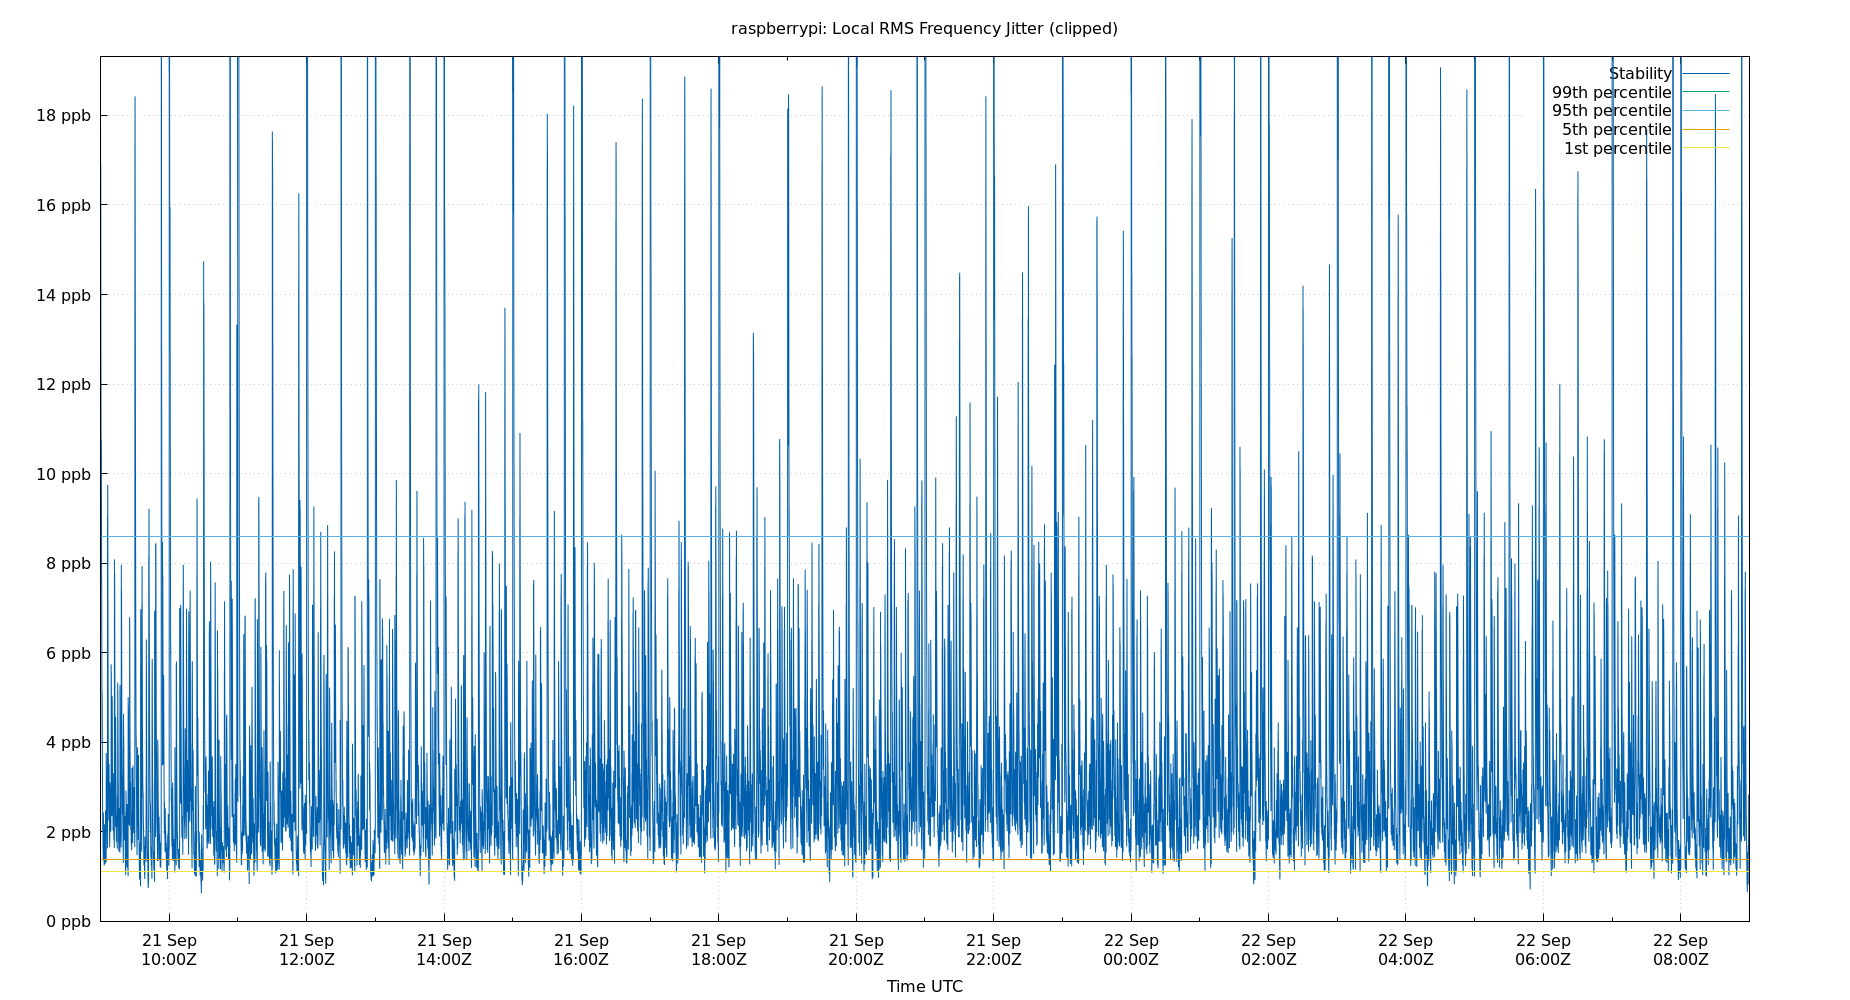 raspberrypi: Local RMS Frequency Jitter (clipped)
Stability
99th percentile
95th percentile
5th percentile
1st percentile
18 ppb
16 ppb
14 ppb
12 ppb
10 ppb
8 ppb
6 ppb
4 ppb
2 ppb
0 ppb
21 Sep 21 Sep 21 Sep 21 Sep 21 Sep 21 Sep 21 Sep 22 Sep 22 Sep 22 Sep 22 Sep 22 Sep
10:00Z 12:00Z 14:00Z 16:00Z 18:00Z 20:00Z 22:00Z 00:00Z 02:00Z 04:00Z 06:00Z 08:00Z
Time UTC